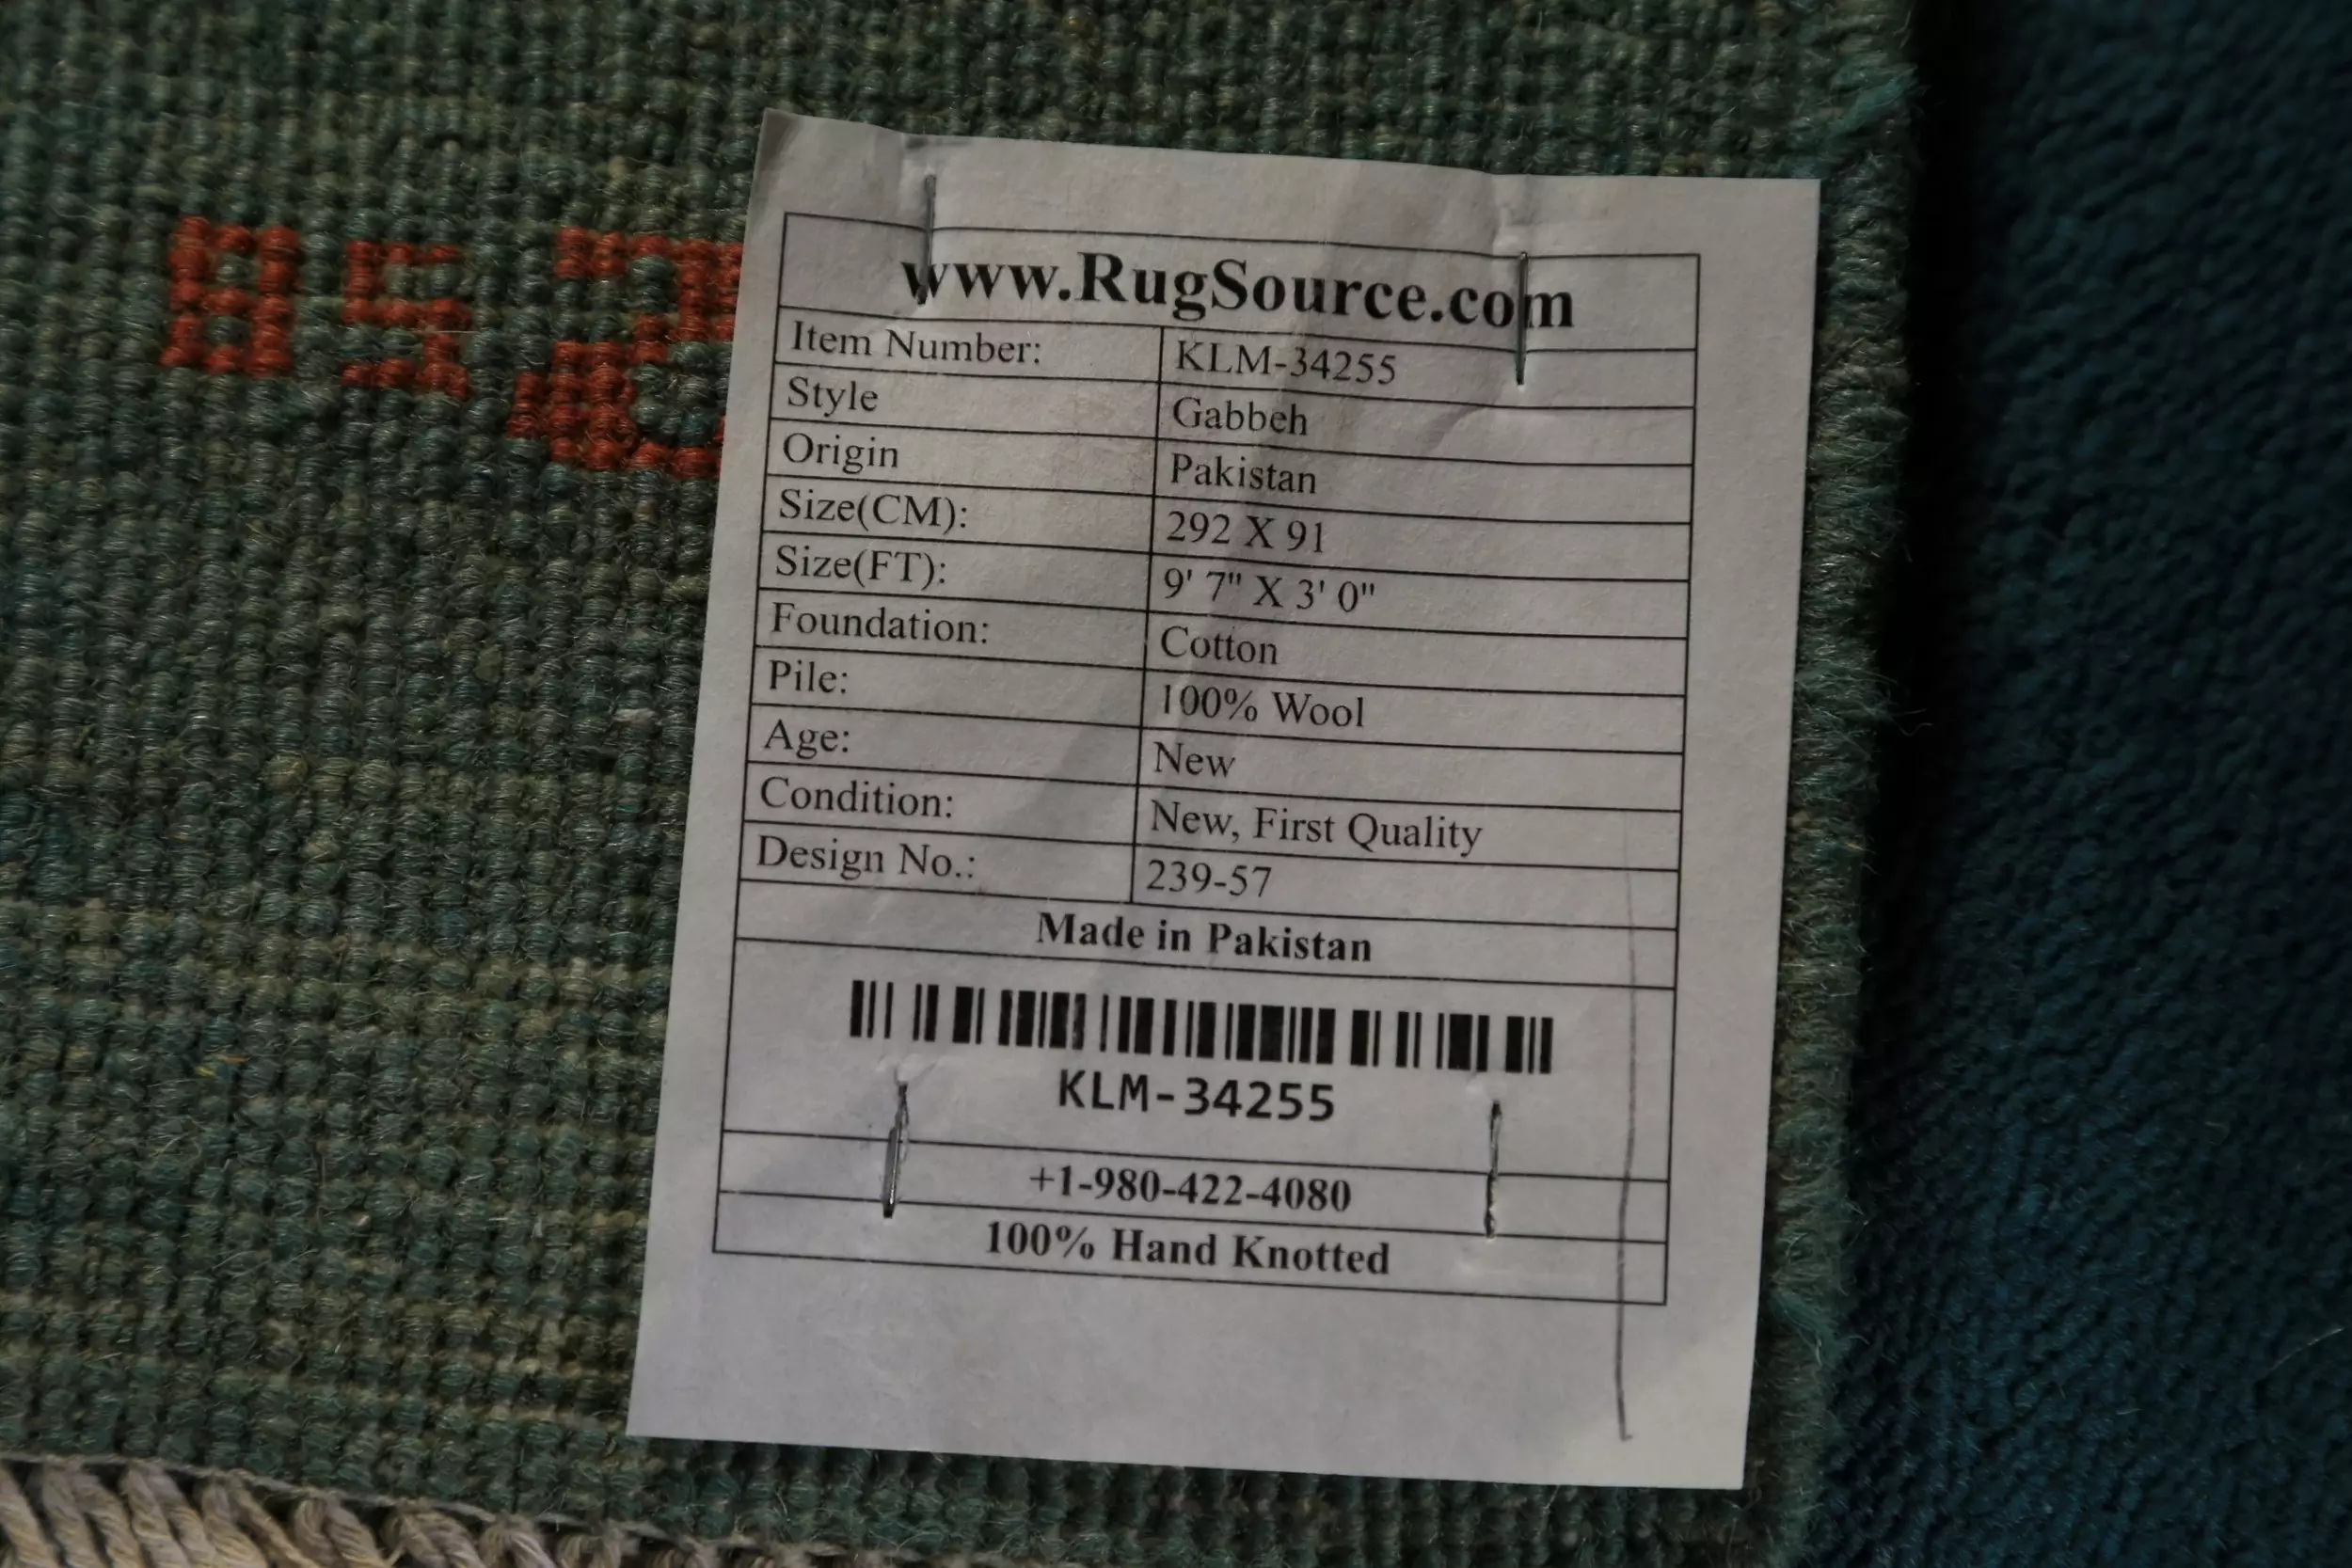 www.RugSource.com
Item Number: KLM-34255
Style Gabbeh
Origin Pakistan
Size(CM): 292 X 91
Size(FT): 9' 7" X 3' 0"
Foundation: Cotton
Pile: 100% Wool
Age: New
Condition: New, First Quality
Design No.: 239-57
Made in Pakistan
KLM-34255
+1-980-422-4080
100% Hand Knotted